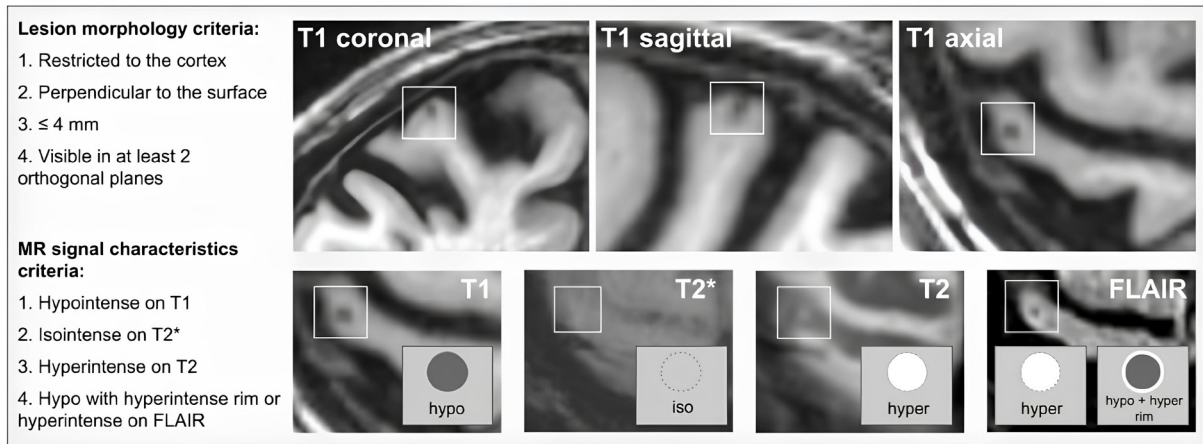 Lesion morphology criteria:
1. Restricted to the cortex
2. Perpendicular to the surface
3. ≤ 4 mm
4. Visible in at least 2
orthogonal planes
MR signal characteristics
criteria:
1. Hypointense on T1
2. Isointense on T2*
3. Hyperintense on T2
4. Hypo with hyperintense rim or
hyperintense on FLAIR
T1 coronal
T1 sagittal
T1 axial
T1
hypo
T2*
iso
T2
hyper
FLAIR
hyper
hypo + hyper
rim